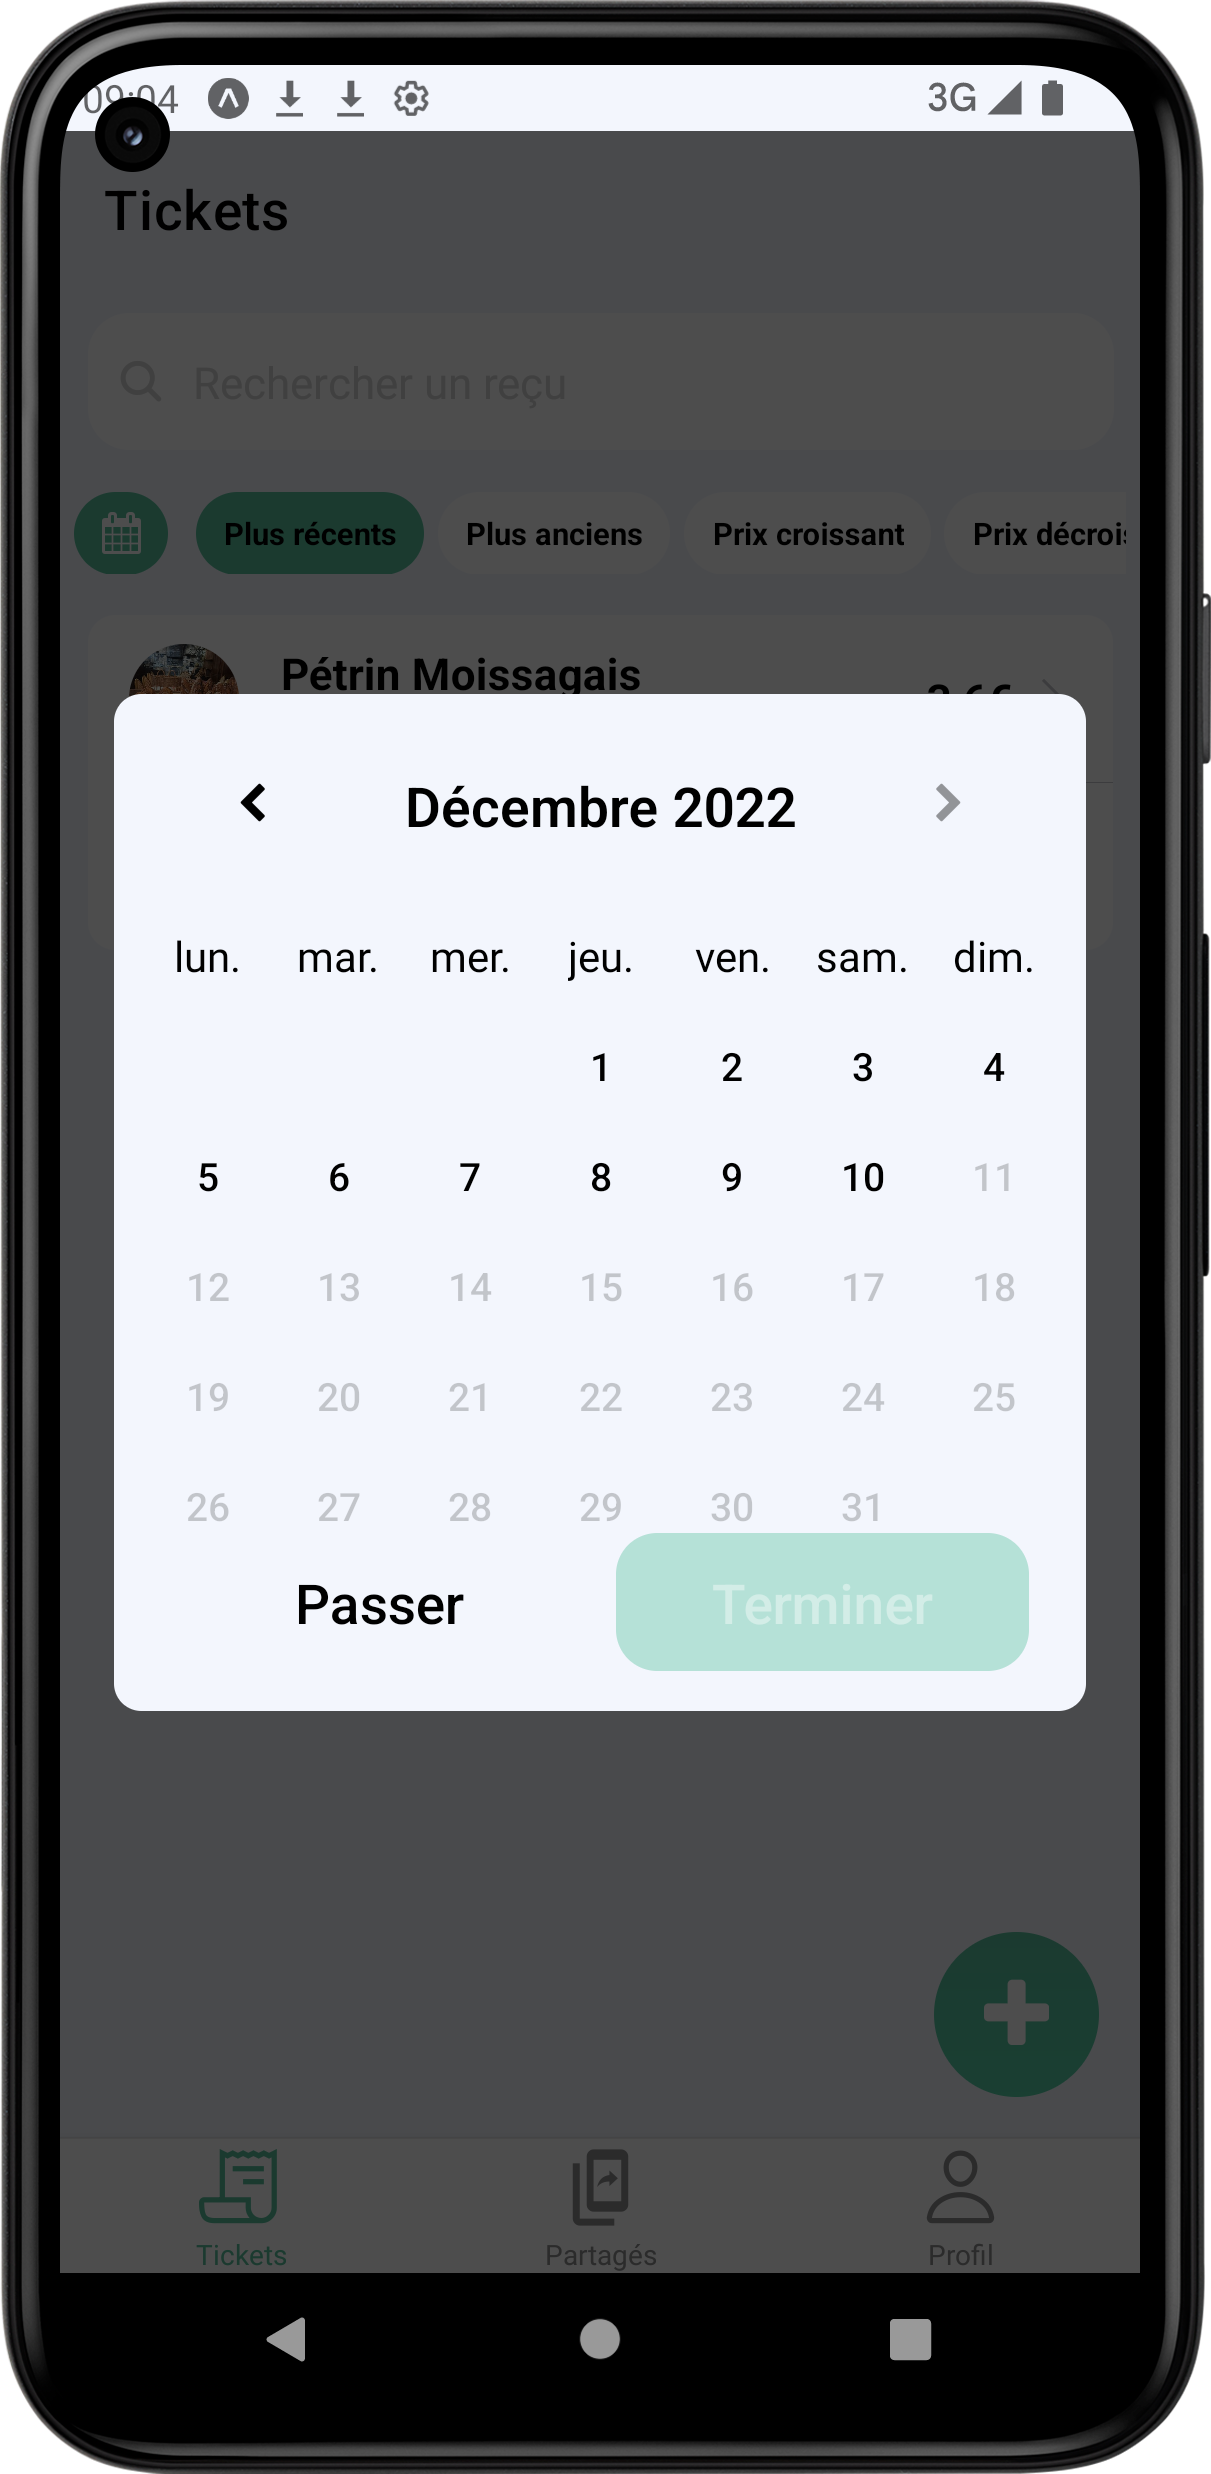 09:04 3G
Tickets
Rechercher un reçu
Plus récents Plus anciens Prix croissant Prix décrois
Pétrin Moissagais
Décembre 2022
lun. mar. mer. jeu. ven. sam. dim.
1 2 3 4
5 6 7 8 9 10 11
12 13 14 15 16 17 18
19 20 21 22 23 24 25
26 27 28 29 30 31
Passer Terminer
Tickets Partagés Profil